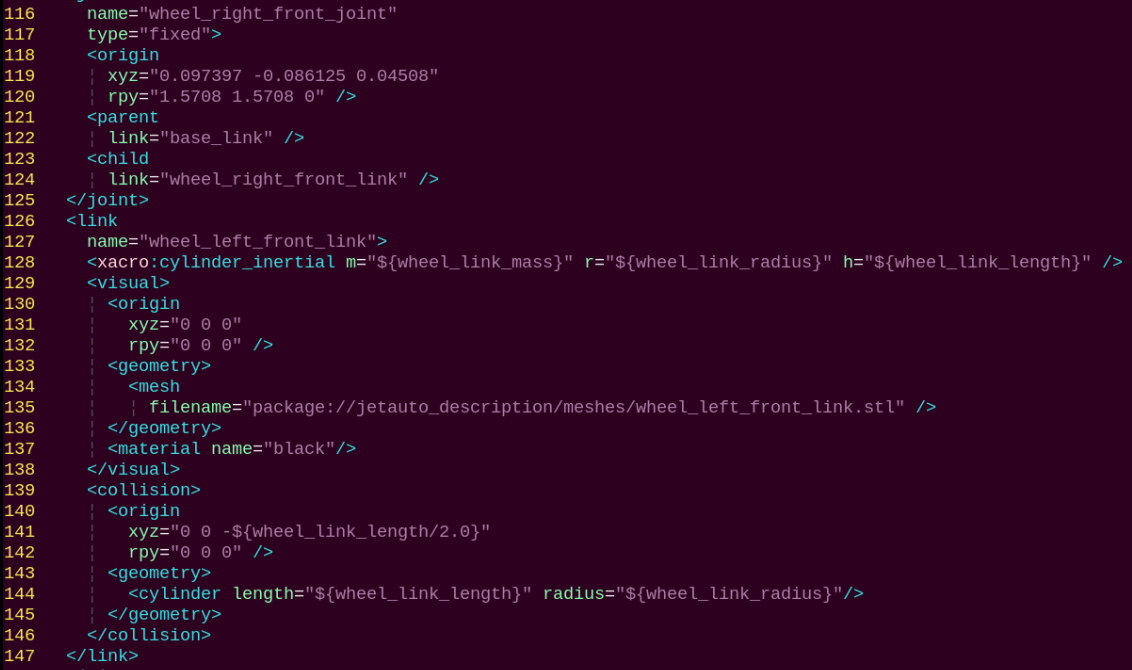 116     name="wheel_right_front_joint"
117     type="fixed">
118     <origin
119     ¦ xyz="0.097397 -0.086125 0.04508"
120     ¦ rpy="1.5708 1.5708 0" />
121     <parent
122     ¦ link="base_link" />
123     <child
124     ¦ link="wheel_right_front_link" />
125   </joint>
126   <link
127     name="wheel_left_front_link">
128     <xacro:cylinder_inertial m="${wheel_link_mass}" r="${wheel_link_radius}" h="${wheel_link_length}" />
129     <visual>
130     ¦ <origin
131     ¦   xyz="0 0 0"
132     ¦   rpy="0 0 0" />
133     ¦ <geometry>
134     ¦   <mesh
135     ¦   ¦ filename="package://jetauto_description/meshes/wheel_left_front_link.stl" />
136     ¦ </geometry>
137     ¦ <material name="black"/>
138     </visual>
139     <collision>
140     ¦ <origin
141     ¦   xyz="0 0 -${wheel_link_length/2.0}"
142     ¦   rpy="0 0 0" />
143     ¦ <geometry>
144     ¦   <cylinder length="${wheel_link_length}" radius="${wheel_link_radius}"/>
145     ¦ </geometry>
146     </collision>
147   </link>